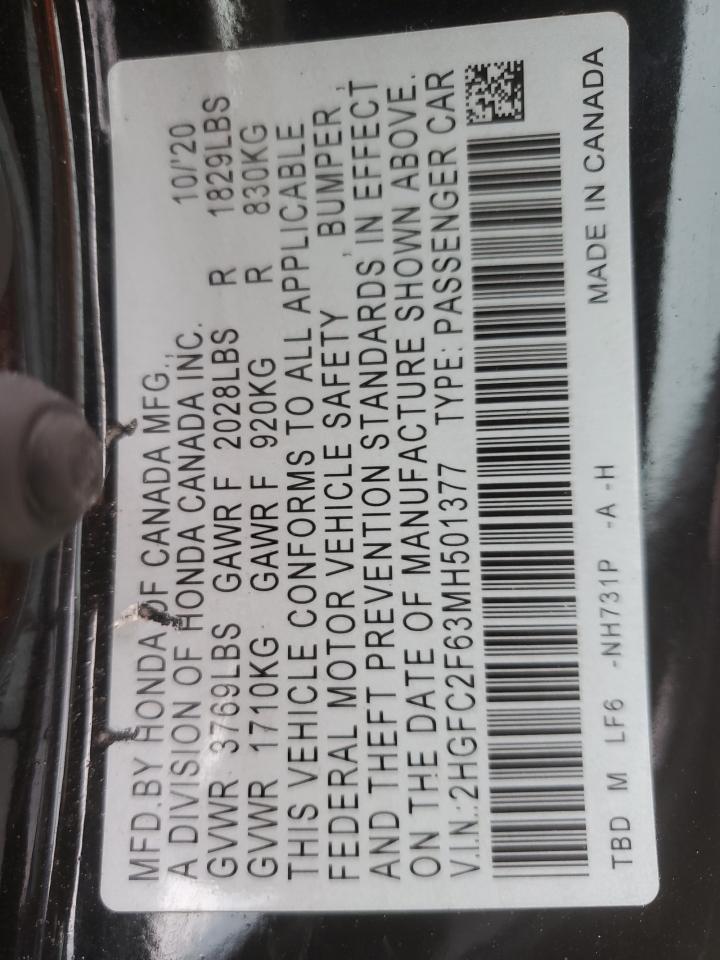 MFD.BY HONDA OF CANADA MFG., 10/'20
A DIVISION OF HONDA CANADA INC.
GVWR 3769LBS GAWR F 2028LBS R 1829LBS
GVWR 1710KG GAWR F 920KG R 830KG
THIS VEHICLE CONFORMS TO ALL APPLICABLE
FEDERAL MOTOR VEHICLE SAFETY , BUMPER ,
AND THEFT PREVENTION STANDARDS IN EFFECT
ON THE DATE OF MANUFACTURE SHOWN ABOVE.
V.I.N.:2HGFC2F63MH501377 TYPE: PASSENGER CAR
TBD M LF6 -NH731P -A -H MADE IN CANADA